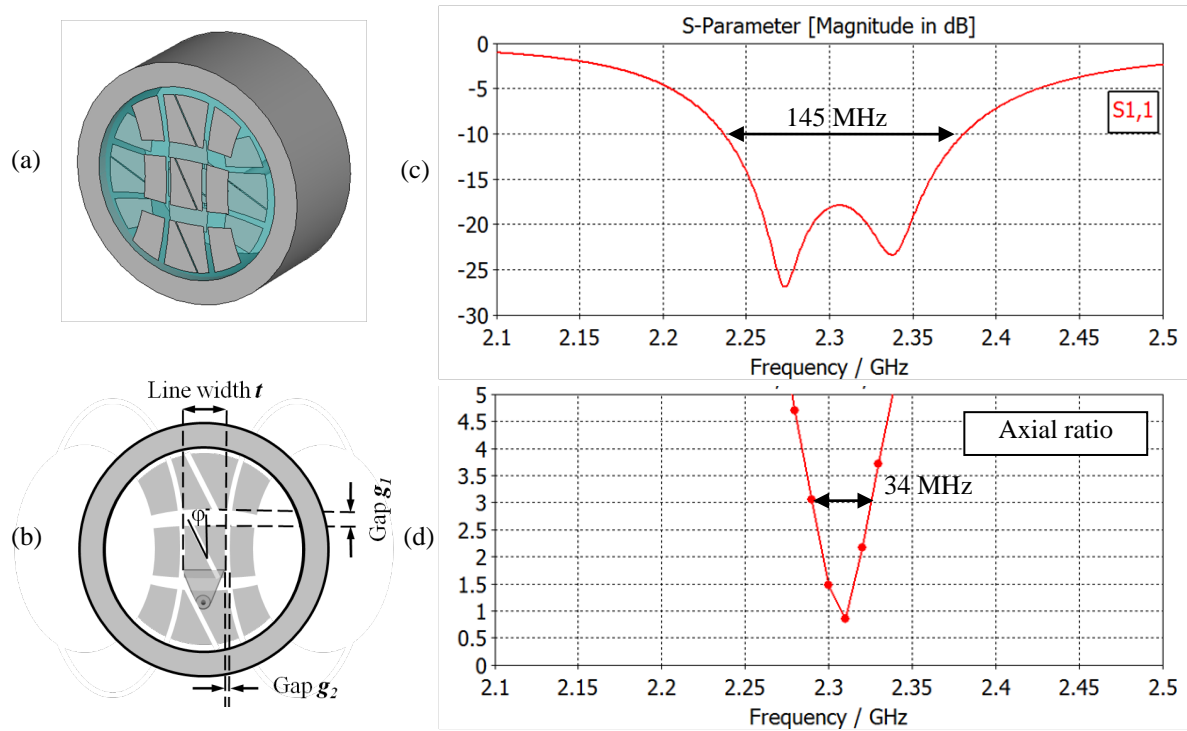 (a)
(b)
Line width t
Gap g1
φ
Gap g2
(c)
S-Parameter [Magnitude in dB]
0
-5
-10
-15
-20
-25
-30
145 MHz
S1,1
2.1
2.15
2.2
2.25
2.3
2.35
2.4
2.45
2.5
Frequency / GHz
(d)
5
4.5
4
3.5
3
2.5
2
1.5
1
0.5
0
Axial ratio
34 MHz
2.1
2.15
2.2
2.25
2.3
2.35
2.4
2.45
2.5
Frequency / GHz